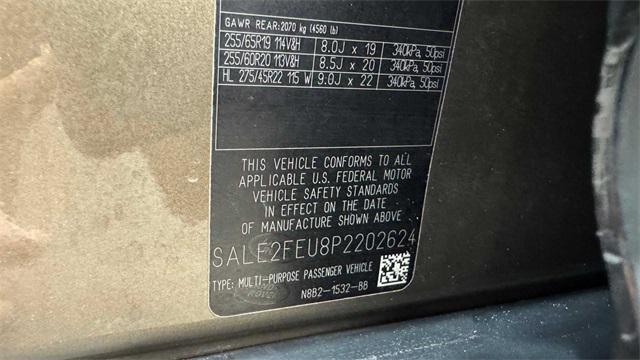 GAWR REAR:2070 kg (4560 lb)
255/65R19 114V&H 8.0J x 19 340kPa, 50psi
255/60R20 113V&H 8.5J x 20 340kPa, 50psi
HL 275/45R22 115 W 9.0J x 22 340kPa, 50psi
THIS VEHICLE CONFORMS TO ALL
APPLICABLE U.S. FEDERAL MOTOR
VEHICLE SAFETY STANDARDS
IN EFFECT ON THE DATE
OF MANUFACTURE SHOWN ABOVE
SALE2FEU8P2202624
TYPE: MULTI-PURPOSE PASSENGER VEHICLE
ROVER
N8B2-1532-BB